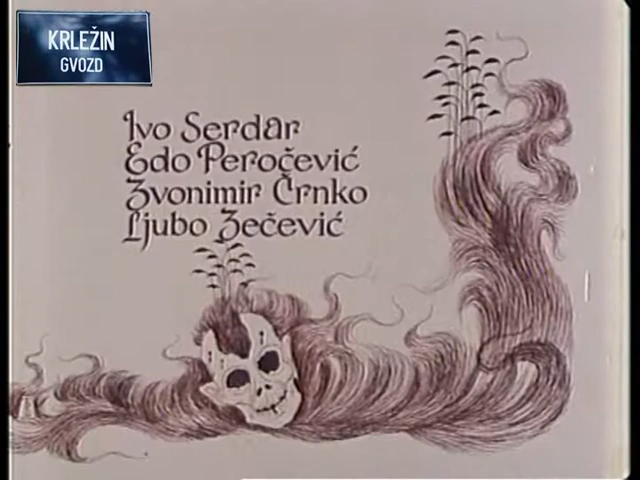 KRLEŽIN
GVOZD
Ivo Serdar
Edo Peročević
Zvonimir Črnko
Ljubo Zečević